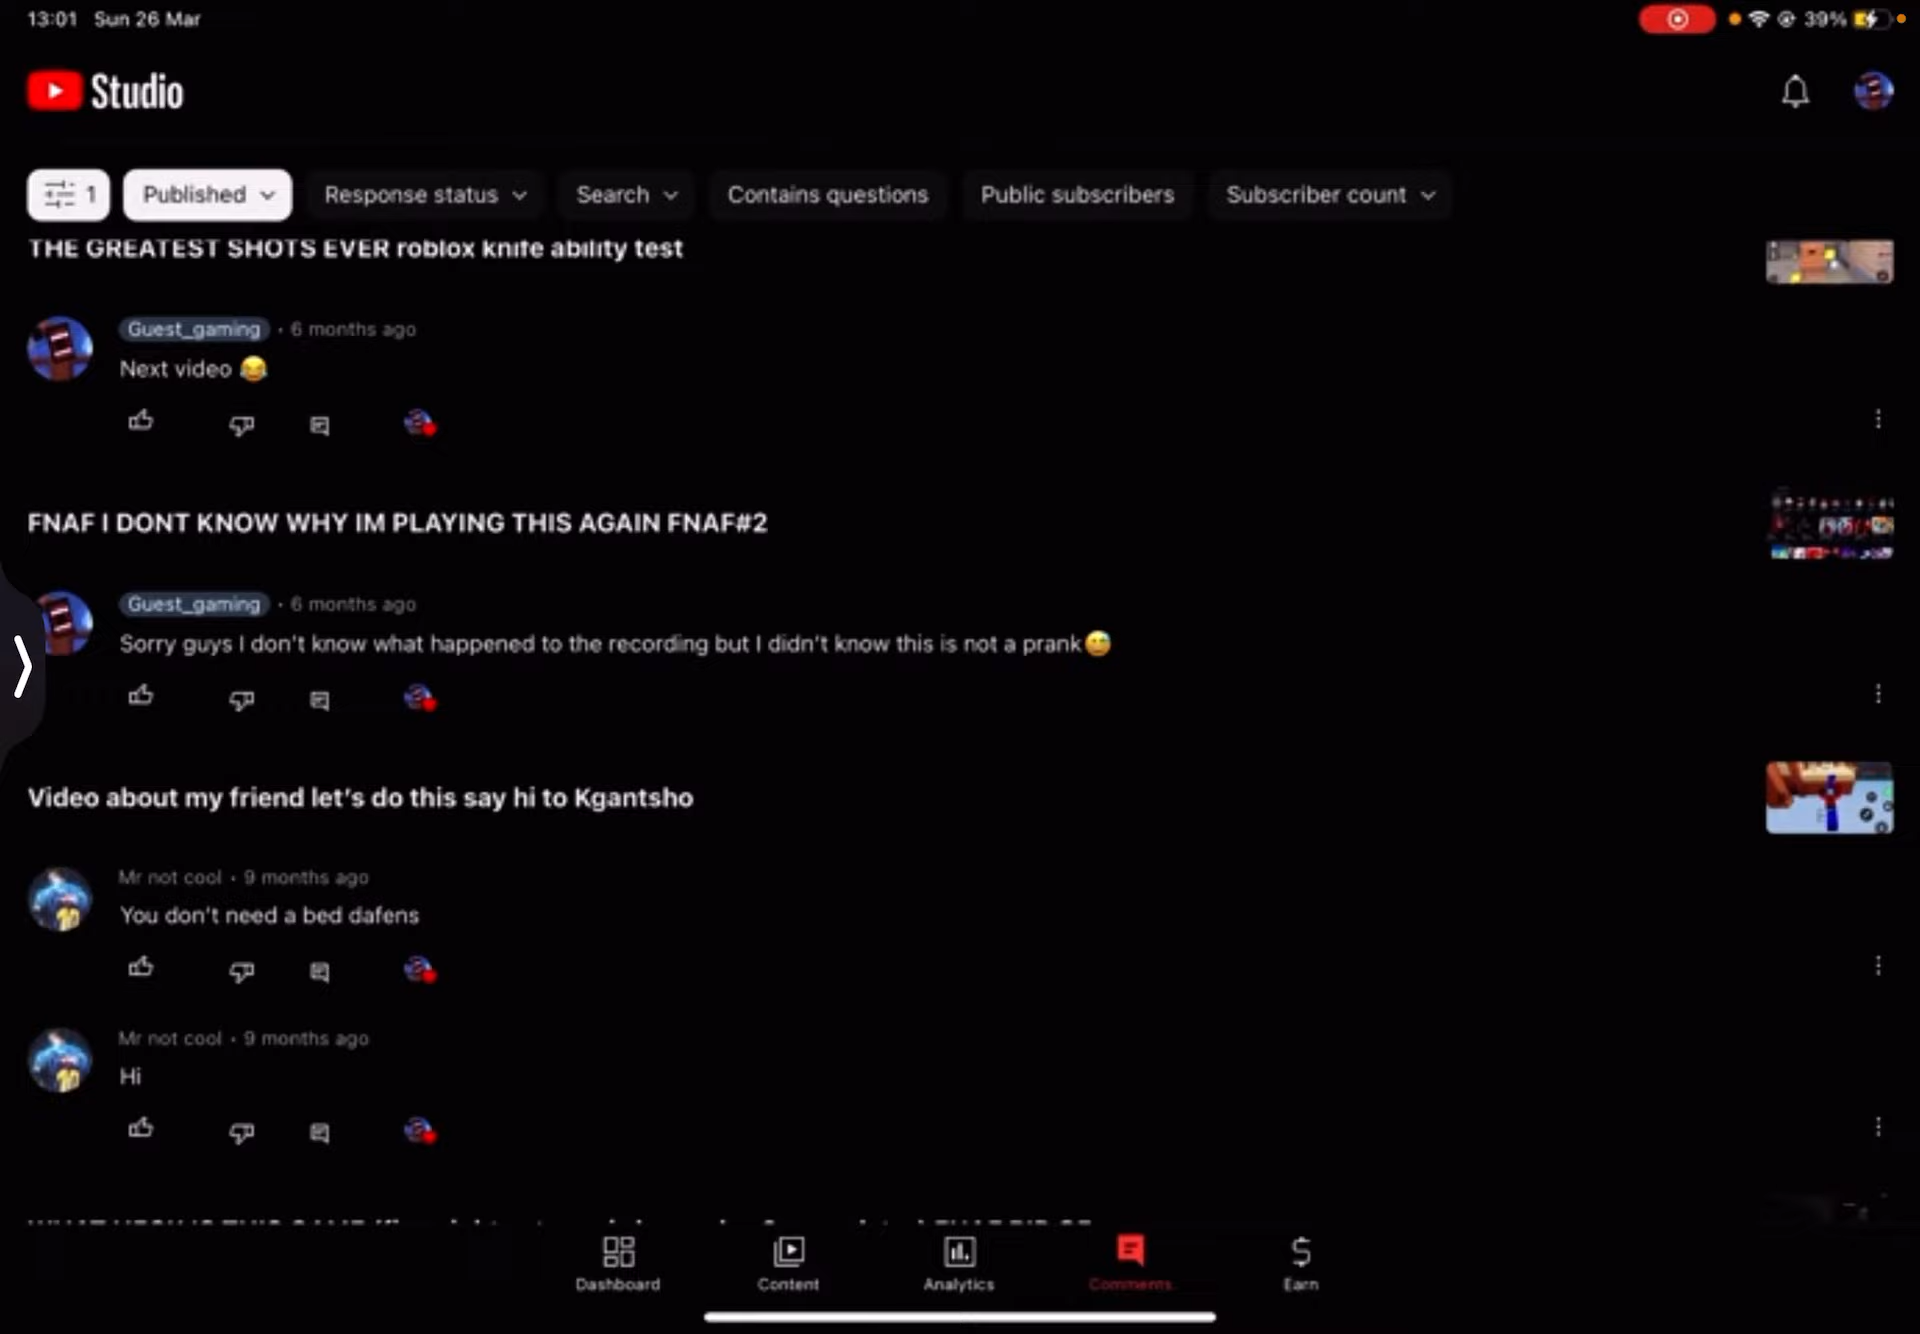 13:01 Sun 26 Mar
39%
Studio
1 Published Response status Search Contains questions Public subscribers Subscriber count
THE GREATEST SHOTS EVER roblox knife ability test
Guest_gaming • 6 months ago
Next video 😂
FNAF I DONT KNOW WHY IM PLAYING THIS AGAIN FNAF#2
Guest_gaming • 6 months ago
Sorry guys I don't know what happened to the recording but I didn't know this is not a prank😅
Video about my friend let's do this say hi to Kgantsho
Mr not cool • 9 months ago
You don't need a bed dafens
Mr not cool • 9 months ago
Hi
Dashboard Content Analytics Comments Earn